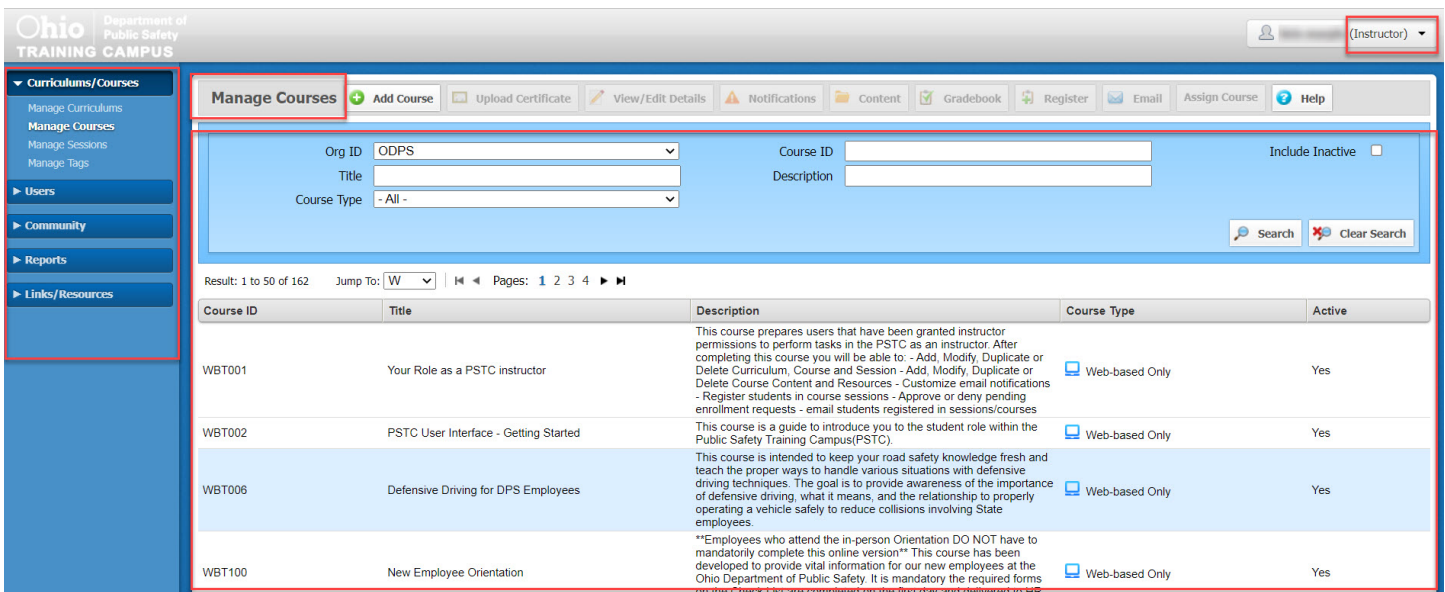 Ohio Department of
Public Safety
TRAINING CAMPUS
(Instructor)
Curriculums/Courses
Manage Curriculums
Manage Courses
Manage Sessions
Manage Tags
Users
Community
Reports
Links/Resources
Manage Courses Add Course Upload Certificate View/Edit Details Notifications Content Gradebook Register Email Assign Course Help
Org ID ODPS Course ID Include Inactive
Title Description
Course Type - All -
Search Clear Search
Result: 1 to 50 of 162 Jump To: W Pages: 1 2 3 4
Course ID Title Description Course Type Active
WBT001 Your Role as a PSTC instructor
This course prepares users that have been granted instructor
permissions to perform tasks in the PSTC as an instructor. After
completing this course you will be able to: - Add, Modify, Duplicate or
Delete Curriculum, Course and Session - Add, Modify, Duplicate or
Delete Course Content and Resources - Customize email notifications
- Register students in course sessions - Approve or deny pending
enrollment requests - email students registered in sessions/courses
Web-based Only Yes
WBT002 PSTC User Interface - Getting Started
This course is a guide to introduce you to the student role within the
Public Safety Training Campus(PSTC).
Web-based Only Yes
WBT006 Defensive Driving for DPS Employees
This course is intended to keep your road safety knowledge fresh and
teach the proper ways to handle various situations with defensive
driving techniques. The goal is to provide awareness of the importance
of defensive driving, what it means, and the relationship to properly
operating a vehicle safely to reduce collisions involving State
employees.
Web-based Only Yes
WBT100 New Employee Orientation
**Employees who attend the in-person Orientation DO NOT have to
mandatorily complete this online version** This course has been
developed to provide vital information for our new employees at the
Ohio Department of Public Safety. It is mandatory the required forms
on the Check List are completed on the first day and delivered to HR
Web-based Only Yes